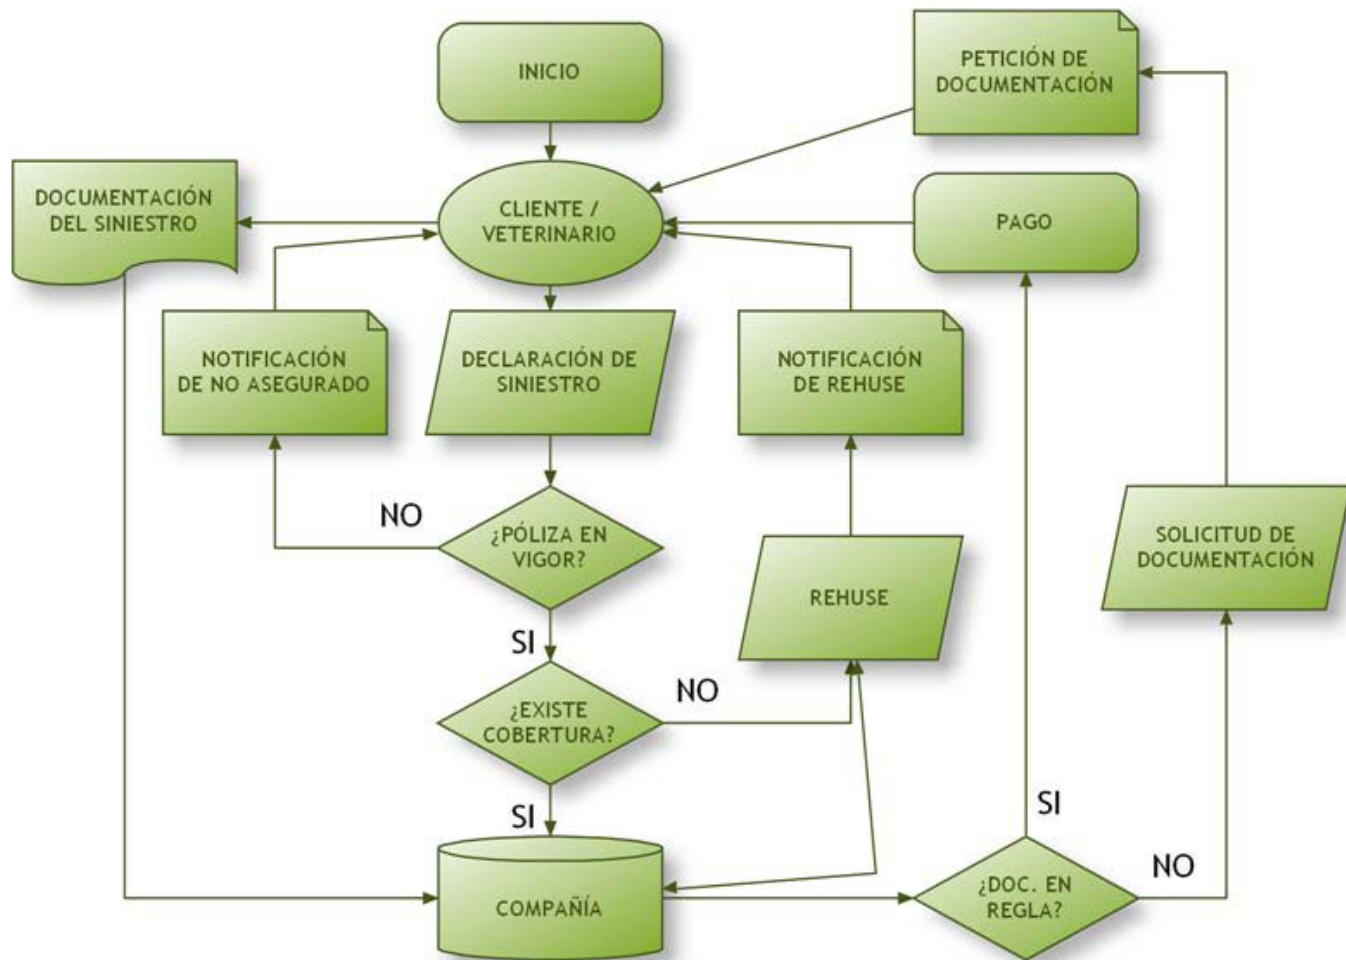 INICIO
PETICIÓN DE
DOCUMENTACIÓN
DOCUMENTACIÓN
DEL SINIESTRO
CLIENTE /
VETERINARIO
PAGO
NOTIFICACIÓN
DE NO ASEGURADO
DECLARACIÓN DE
SINIESTRO
NOTIFICACIÓN
DE REHUSE
NO
¿PÓLIZA EN
VIGOR?
SOLICITUD DE
DOCUMENTACIÓN
REHUSE
SI
NO
¿EXISTE
COBERTURA?
SI
SI
NO
COMPAÑÍA
¿DOC. EN
REGLA?